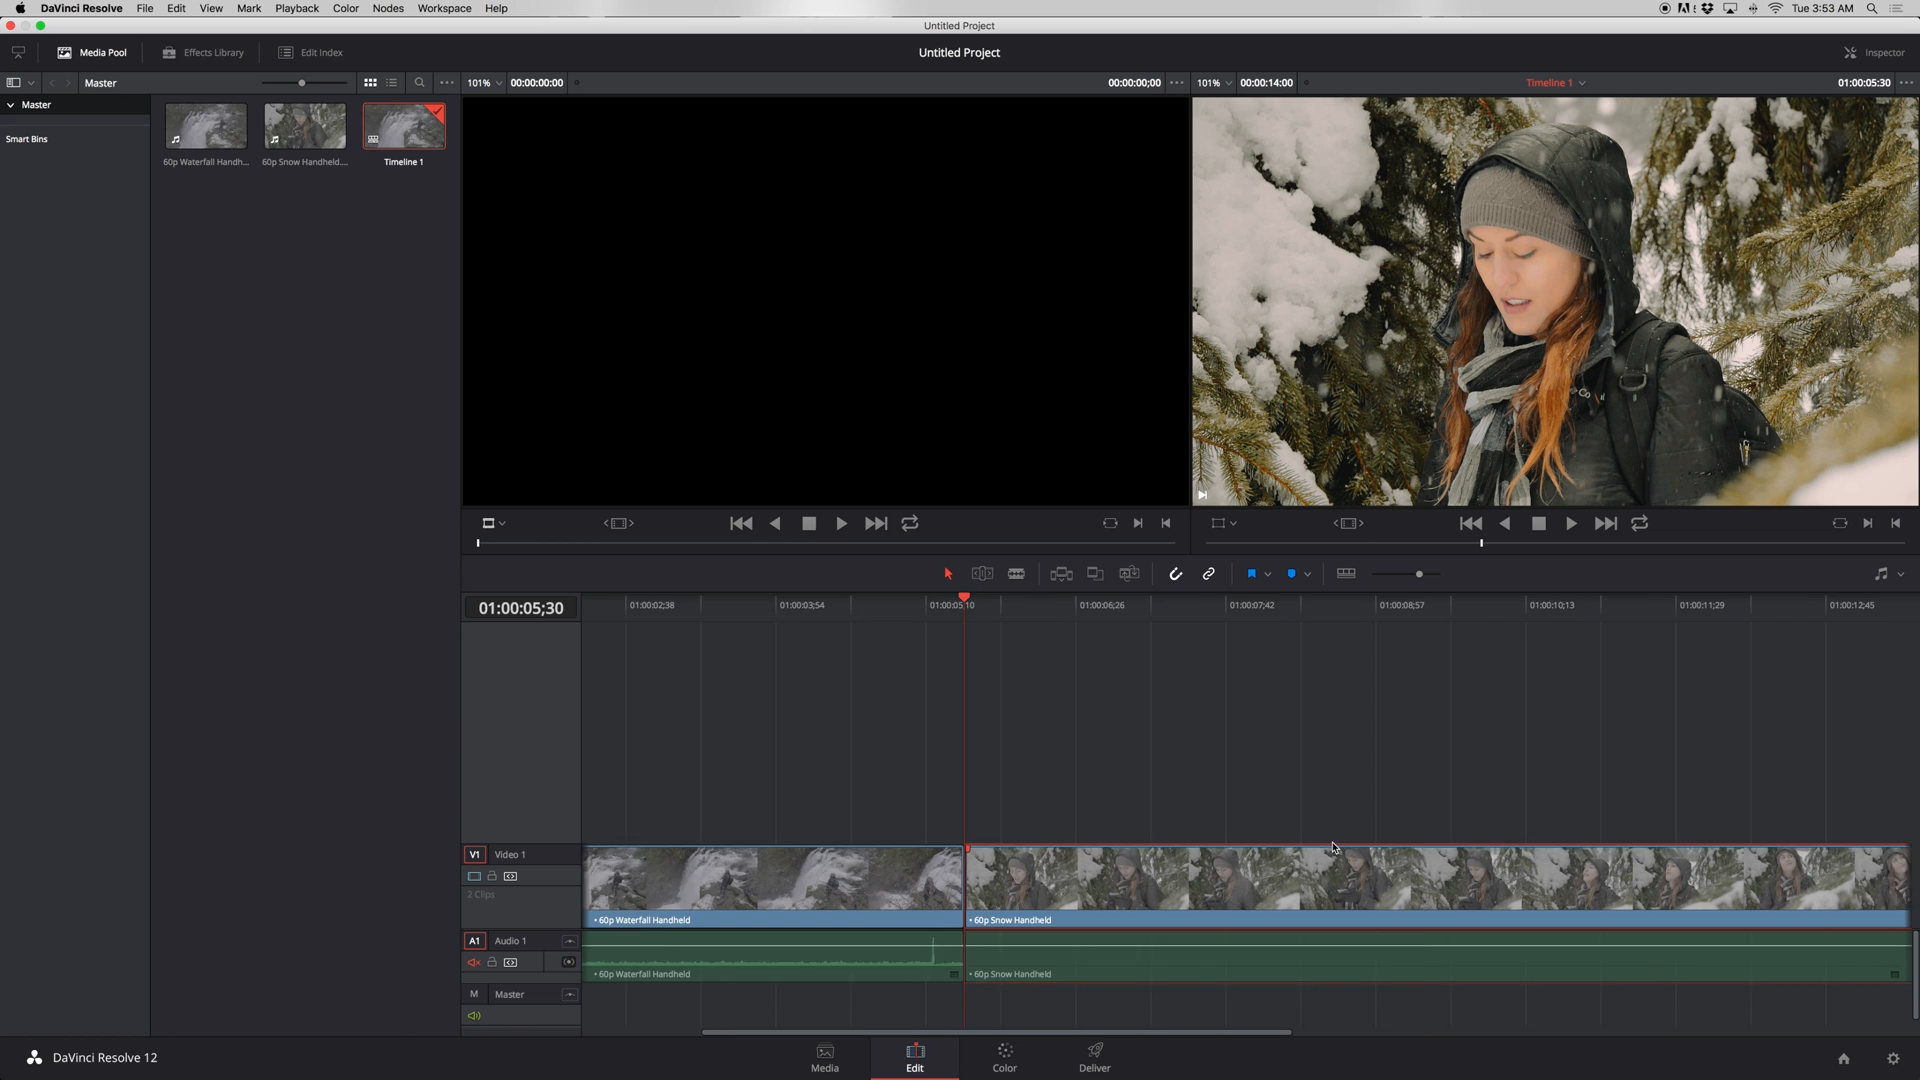 DaVinci Resolve File Edit View Mark Playback Color Nodes Workspace Help Tue 3:53 AM
Untitled Project
Media Pool Effects Library Edit Index Untitled Project Inspector
Master 101% 00:00:00:00 00:00:00;00 101% 00:00:14:00 Timeline 1 01:00:05:30
Master
Smart Bins
60p Waterfall Handh... 60p Snow Handheld.... Timeline 1
01:00:05;30 01:00:02;38 01:00:03;54 01:00:05;10 01:00:06;26 01:00:07;42 01:00:08;57 01:00:10;13 01:00:11;29 01:00:12;45
V1 Video 1
2 Clips
• 60p Waterfall Handheld • 60p Snow Handheld
A1 Audio 1
• 60p Waterfall Handheld • 60p Snow Handheld
M Master
DaVinci Resolve 12 Media Edit Color Deliver